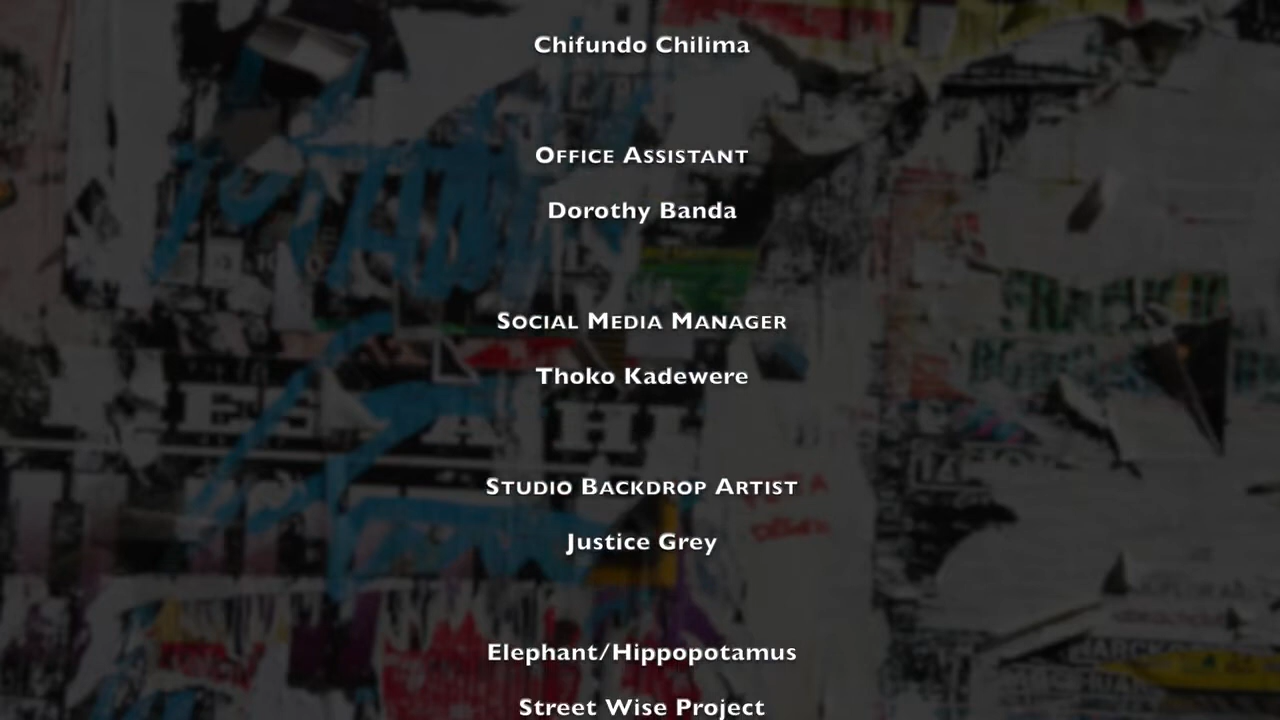 Chifundo Chilima
Office Assistant
Dorothy Banda
Social Media Manager
Thoko Kadewere
Studio Backdrop Artist
Justice Grey
Elephant/Hippopotamus
Street Wise Project